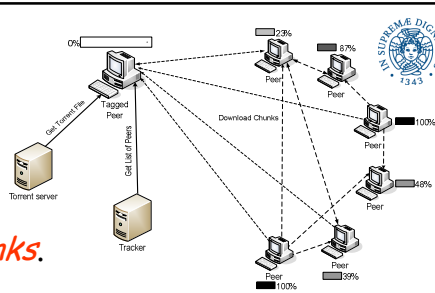 0%
23%
87%
IN SUPREMÆ DIGN
1343
Peer
Peer
Tagged
Peer
100%
Get Torrent File
Download Chunks
Peer
Get List of Peers
48%
Torrent server
Peer
Tracker
nks.
Peer
100%
Peer
39%